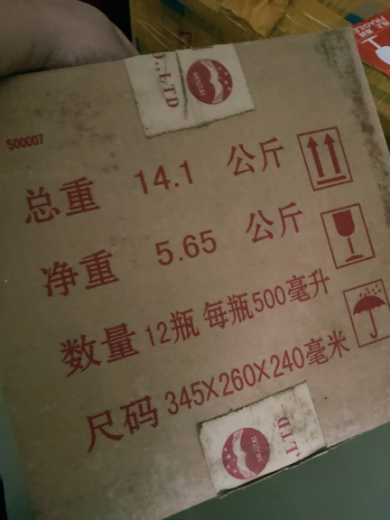 O.,LTD
500007
总重 14.1 公斤
净重 5.65 公斤
数量 12瓶 每瓶500毫升
尺码 345X260X240毫米
.,LTD